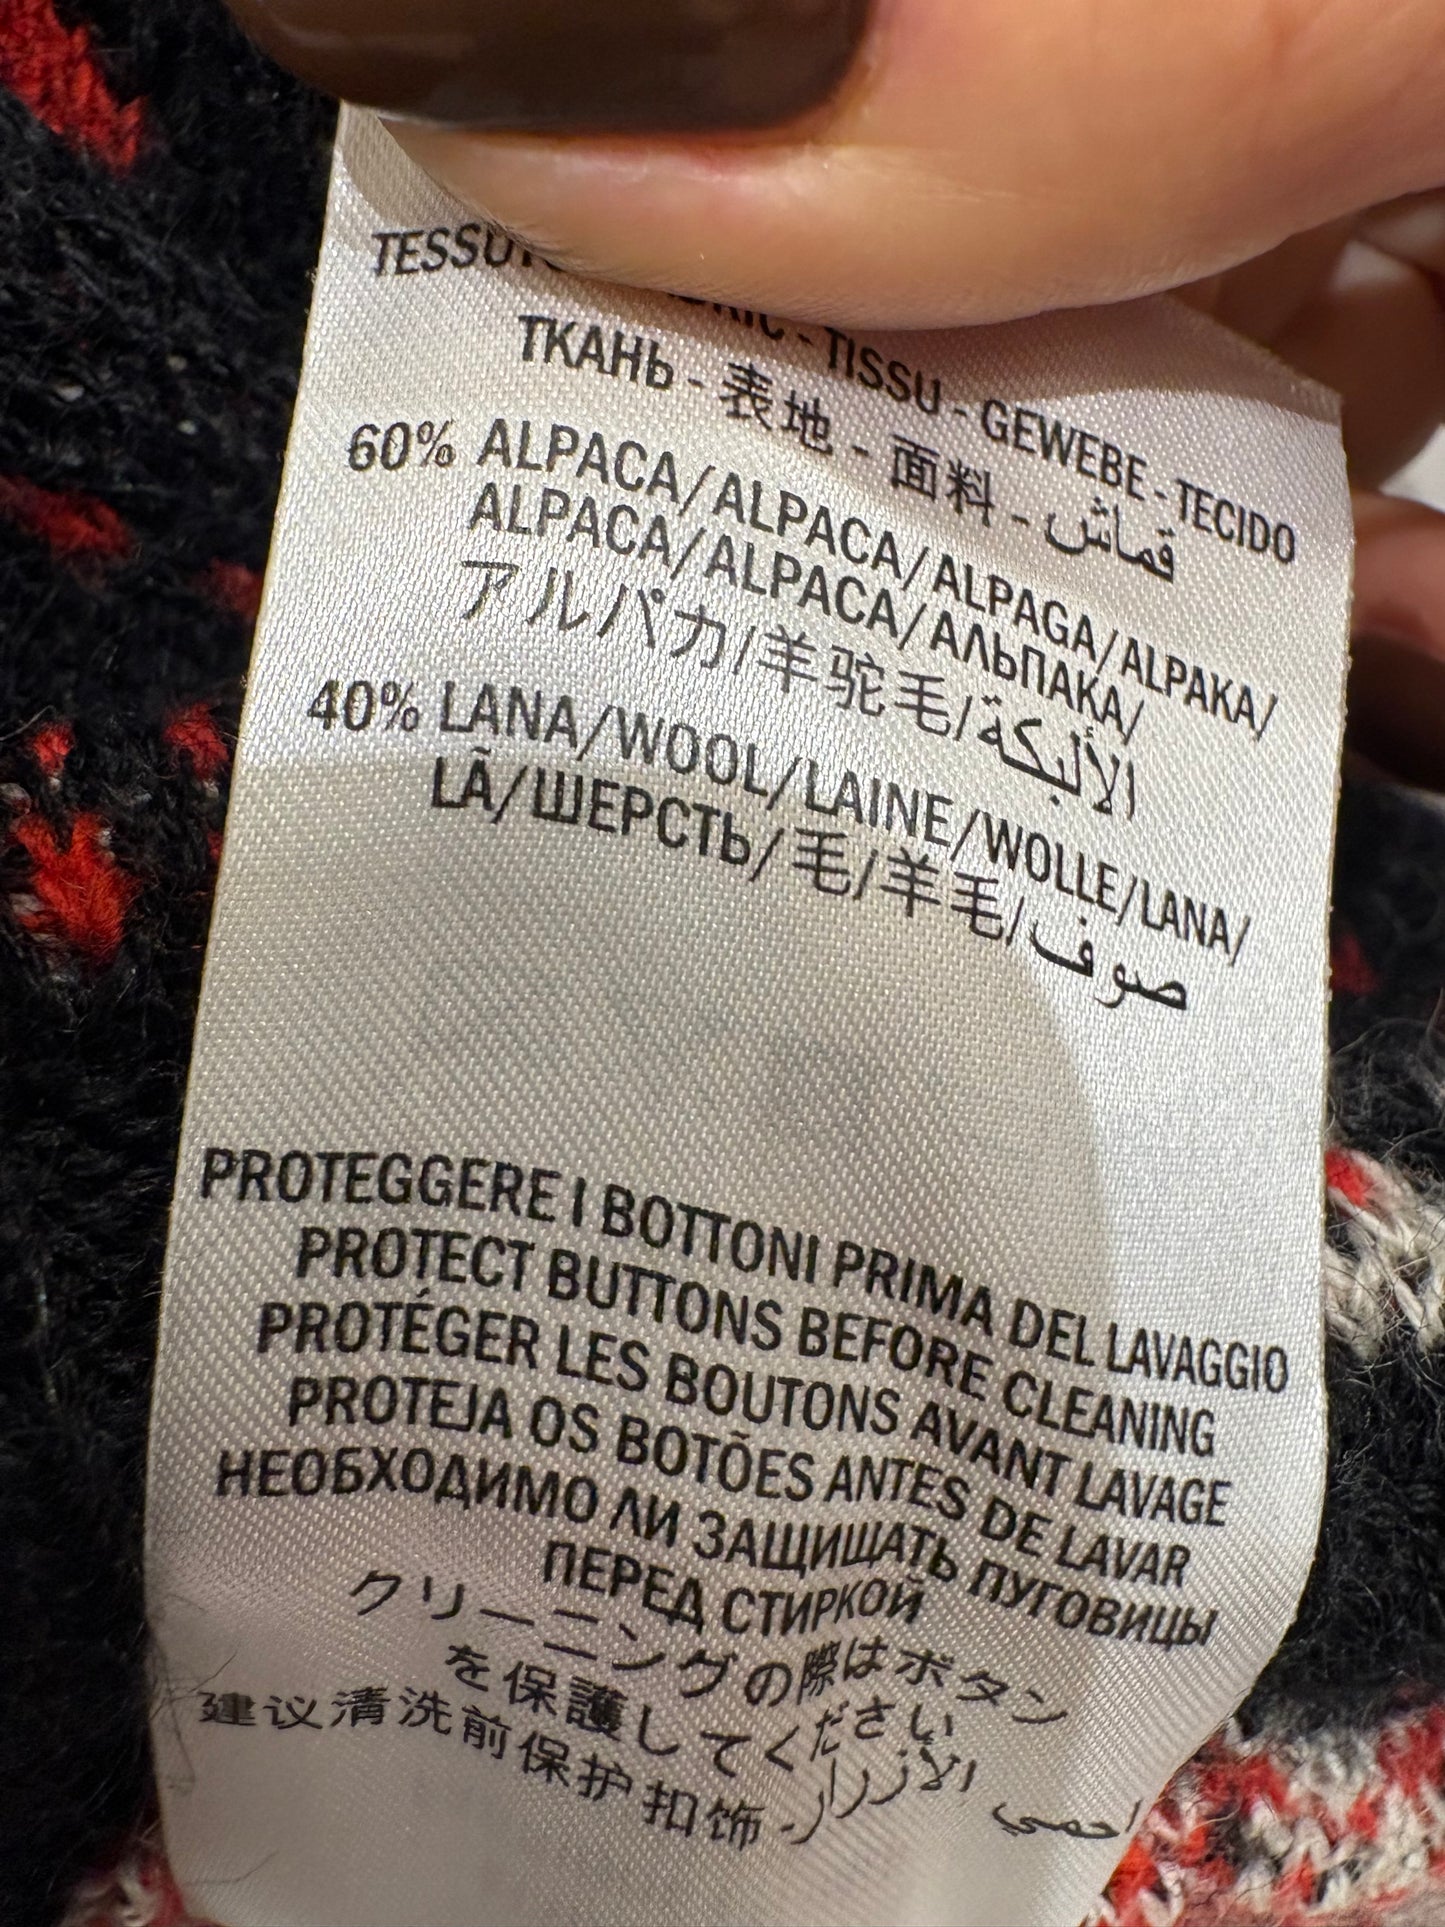 TISSU - GEWEBE - TECIDO
ТКАНЬ - 表地 - 面料 - قماش
60% ALPACA/ALPACA/ALPAGA/ALPAKA/
ALPACA/ALPACA/АЛЬПАКА/
アルパカ/羊驼毛/الألبكة
40% LANA/WOOL/LAINE/WOLLE/LANA/
LÃ/ШЕРСТЬ/毛/羊毛/صوف
PROTEGGERE I BOTTONI PRIMA DEL LAVAGGIO
PROTECT BUTTONS BEFORE CLEANING
PROTÉGER LES BOUTONS AVANT LAVAGE
PROTEJA OS BOTÕES ANTES DE LAVAR
НЕОБХОДИМО ЛИ ЗАЩИШАТЬ ПУГОВИЦЫ
ПЕРЕД СТИРКОЙ
クリーニングの際はボタン
を保護してください
建议清洗前保护扣饰 - احمي الأزرار